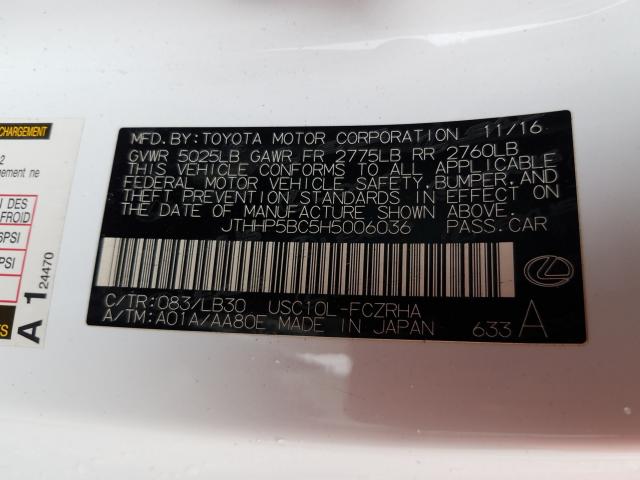 MFD.BY:TOYOTA MOTOR CORPORATION 11/16
GVWR 5025LB GAWR FR 2775LB RR 2760LB
THIS VEHICLE CONFORMS TO ALL APPLICABLE
FEDERAL MOTOR VEHICLE SAFETY,BUMPER,AND
THEFT PREVENTION STANDARDS IN EFFECT ON
THE DATE OF MANUFACTURE SHOWN ABOVE.
JTHHP5BC5H5006036 PASS.CAR
C/TR:083/LB30 USC10L-FCZRHA
A/TM:A01A/AA80E MADE IN JAPAN 633 A
CHARGEMENT
2
gement ne
N DES
FROID
PSI
PSI
A 1 24470